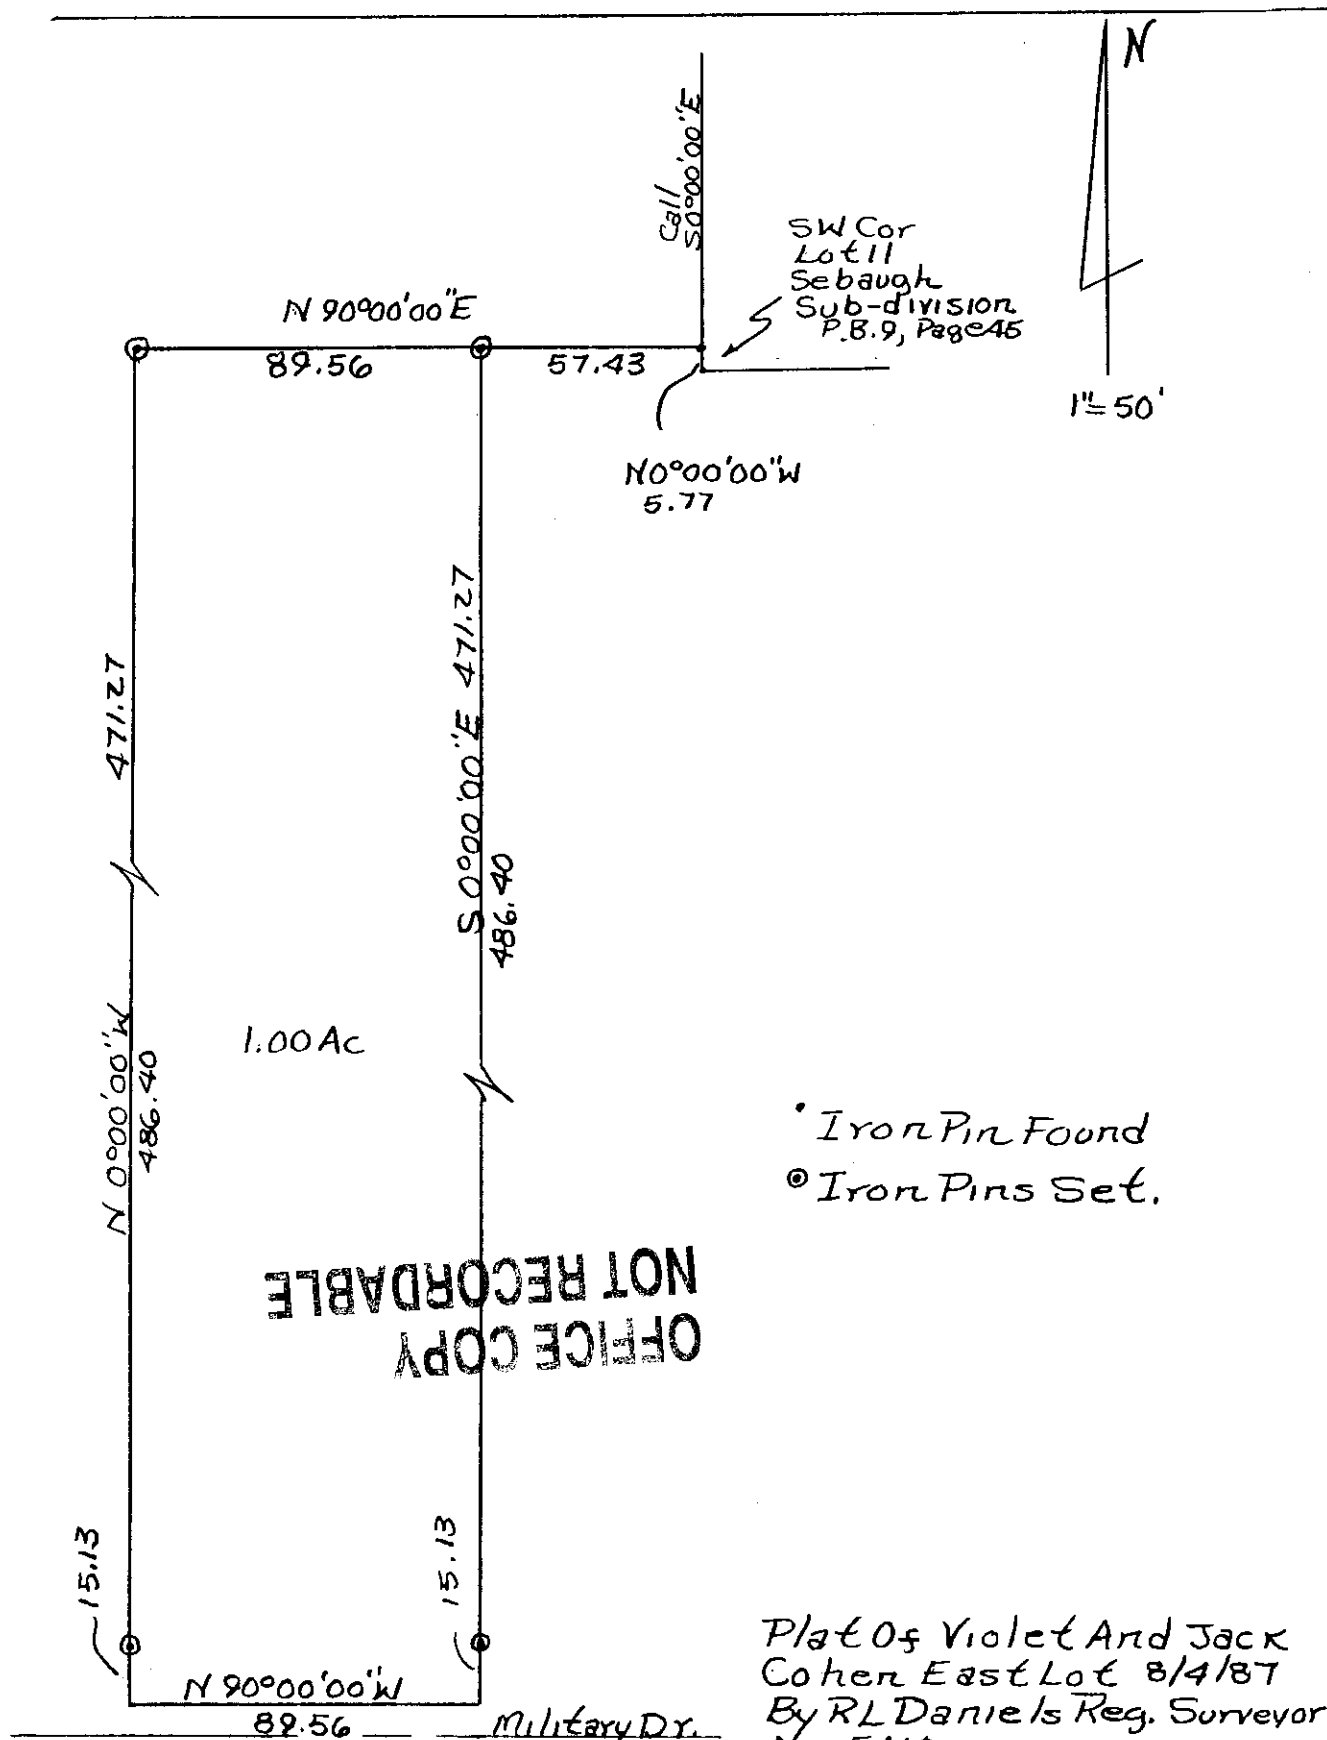 N
Call
S0°00'00"E
SW Cor
Lot 11
Sebaugh
Sub-division
P.B.9, Page 45
N 90°00'00"E
89.56
57.43
1"=50'
N0°00'00"W
5.77
471.27
S 0°00'00"E 471.27
486.40
N 0°00'00"W
486.40
1.00 Ac
Iron Pin Found
Iron Pins Set.
OFFICE COPY
NOT RECORDABLE
15.13
15.13
N 90°00'00"W
89.56
Military Dr.
Plat Of Violet And Jack
Cohen East Lot 8/4/87
By RL Daniels Reg. Surveyor